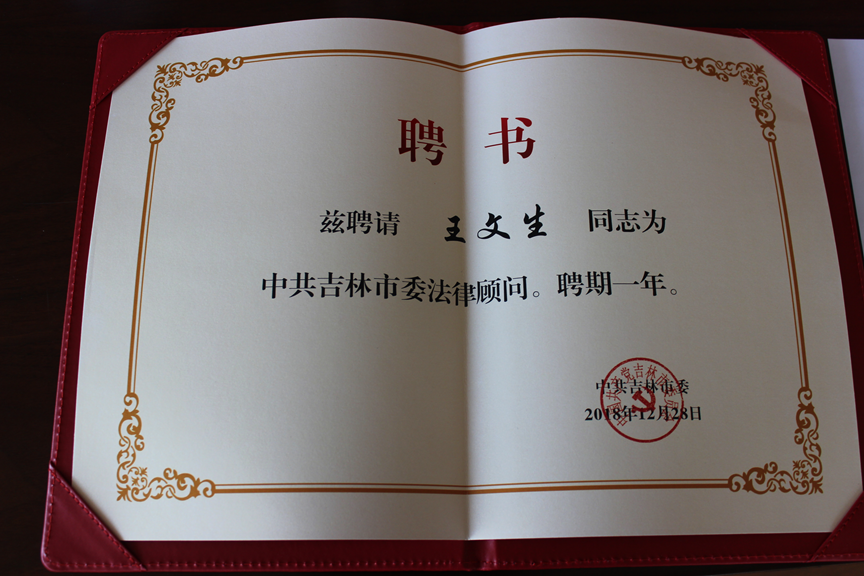 聘书
兹聘请 王文生 同志为
中共吉林市委法律顾问。聘期一年。
中共吉林市委
2018年12月28日